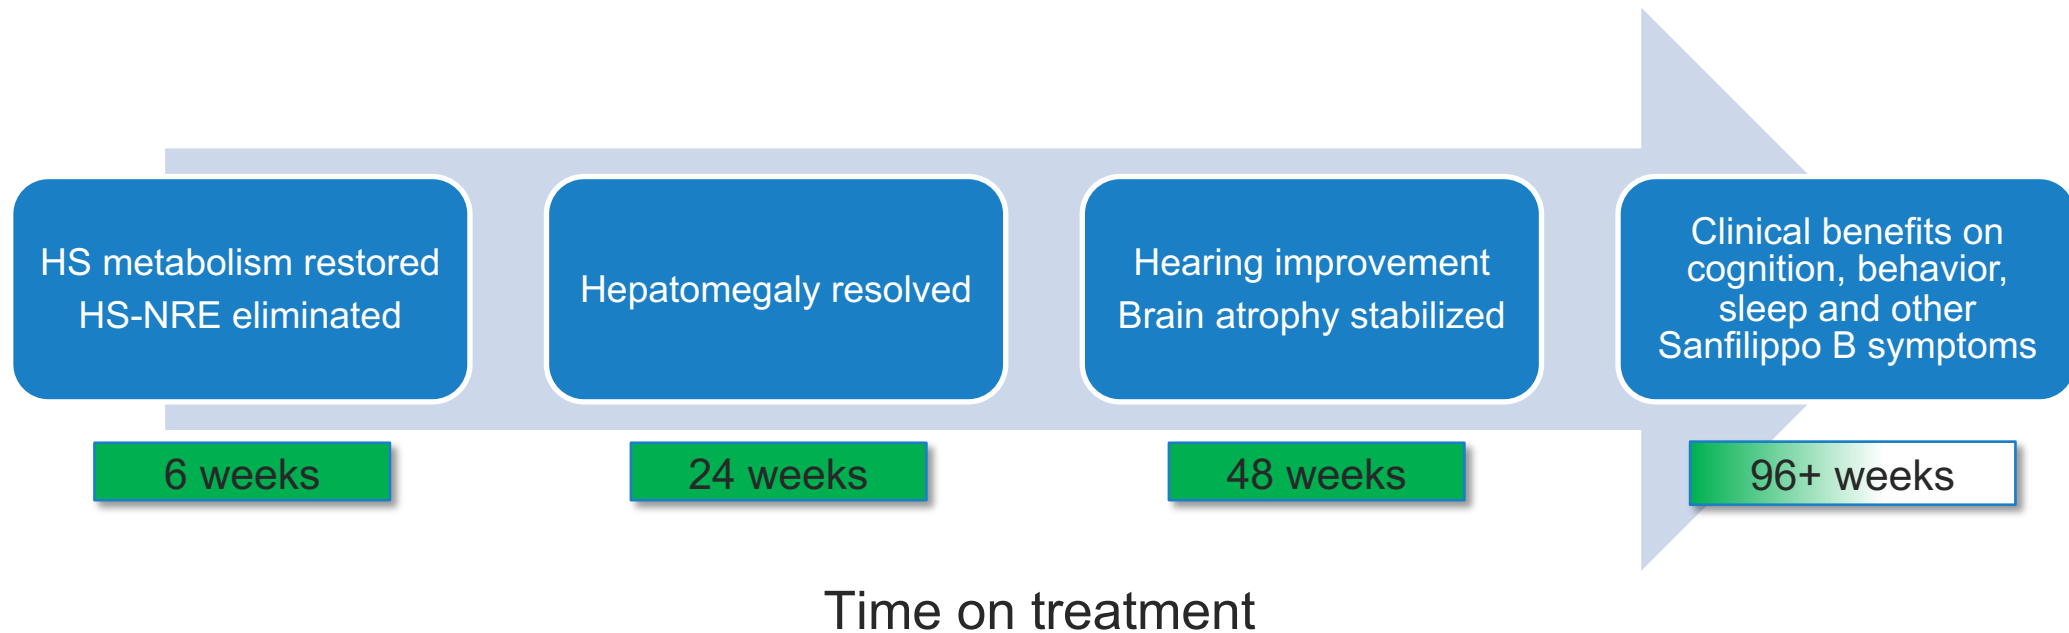 HS metabolism restored
HS-NRE eliminated
Hepatomegaly resolved
Hearing improvement
Brain atrophy stabilized
Clinical benefits on
cognition, behavior,
sleep and other
Sanfilippo B symptoms
6 weeks
24 weeks
48 weeks
96+ weeks
Time on treatment